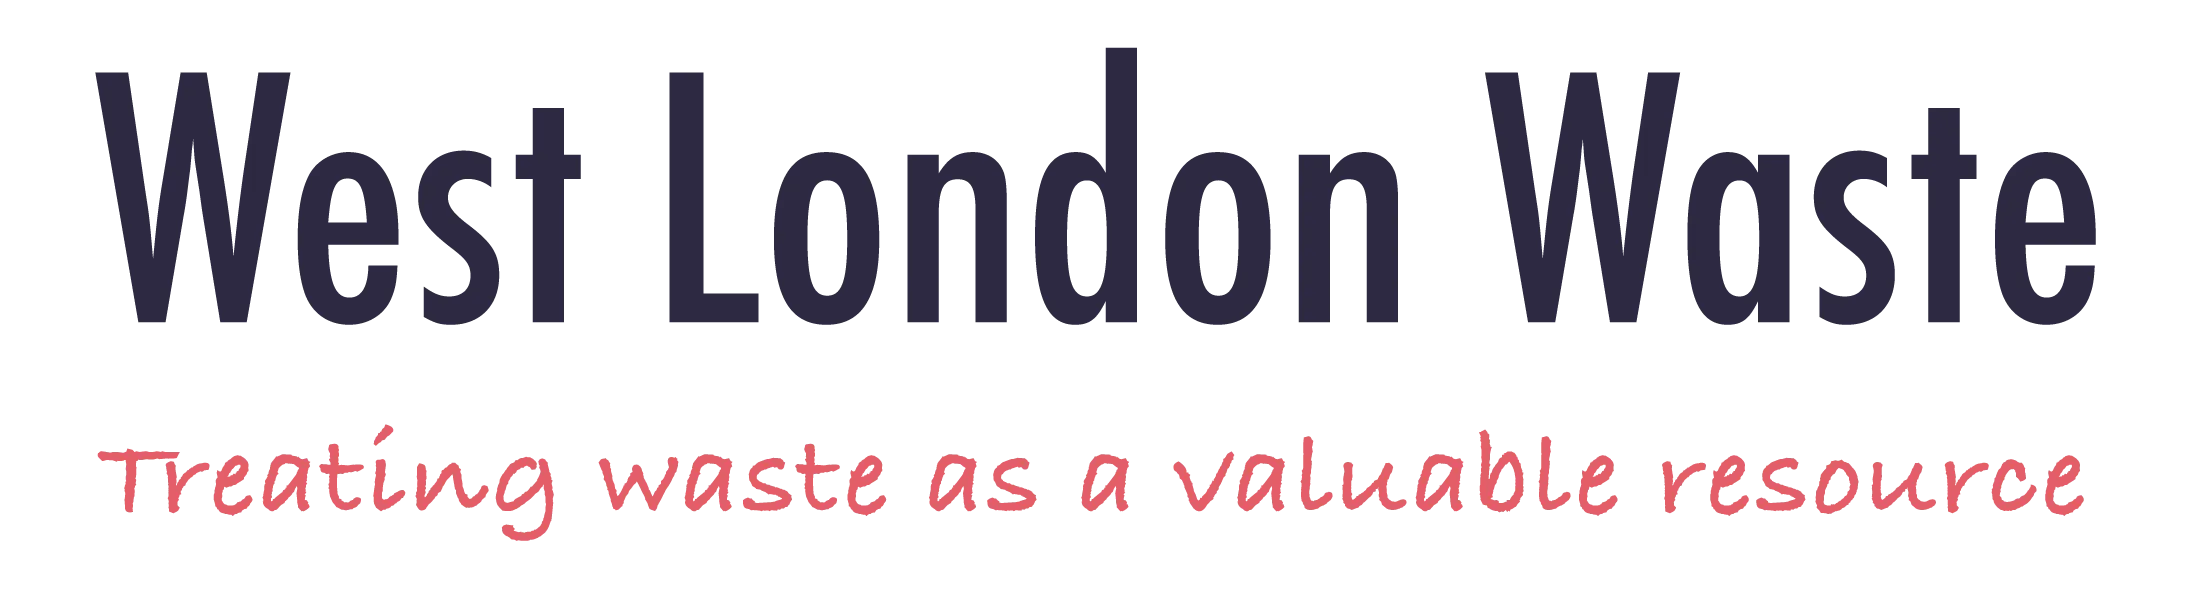 West London Waste
Treating waste as a valuable resource